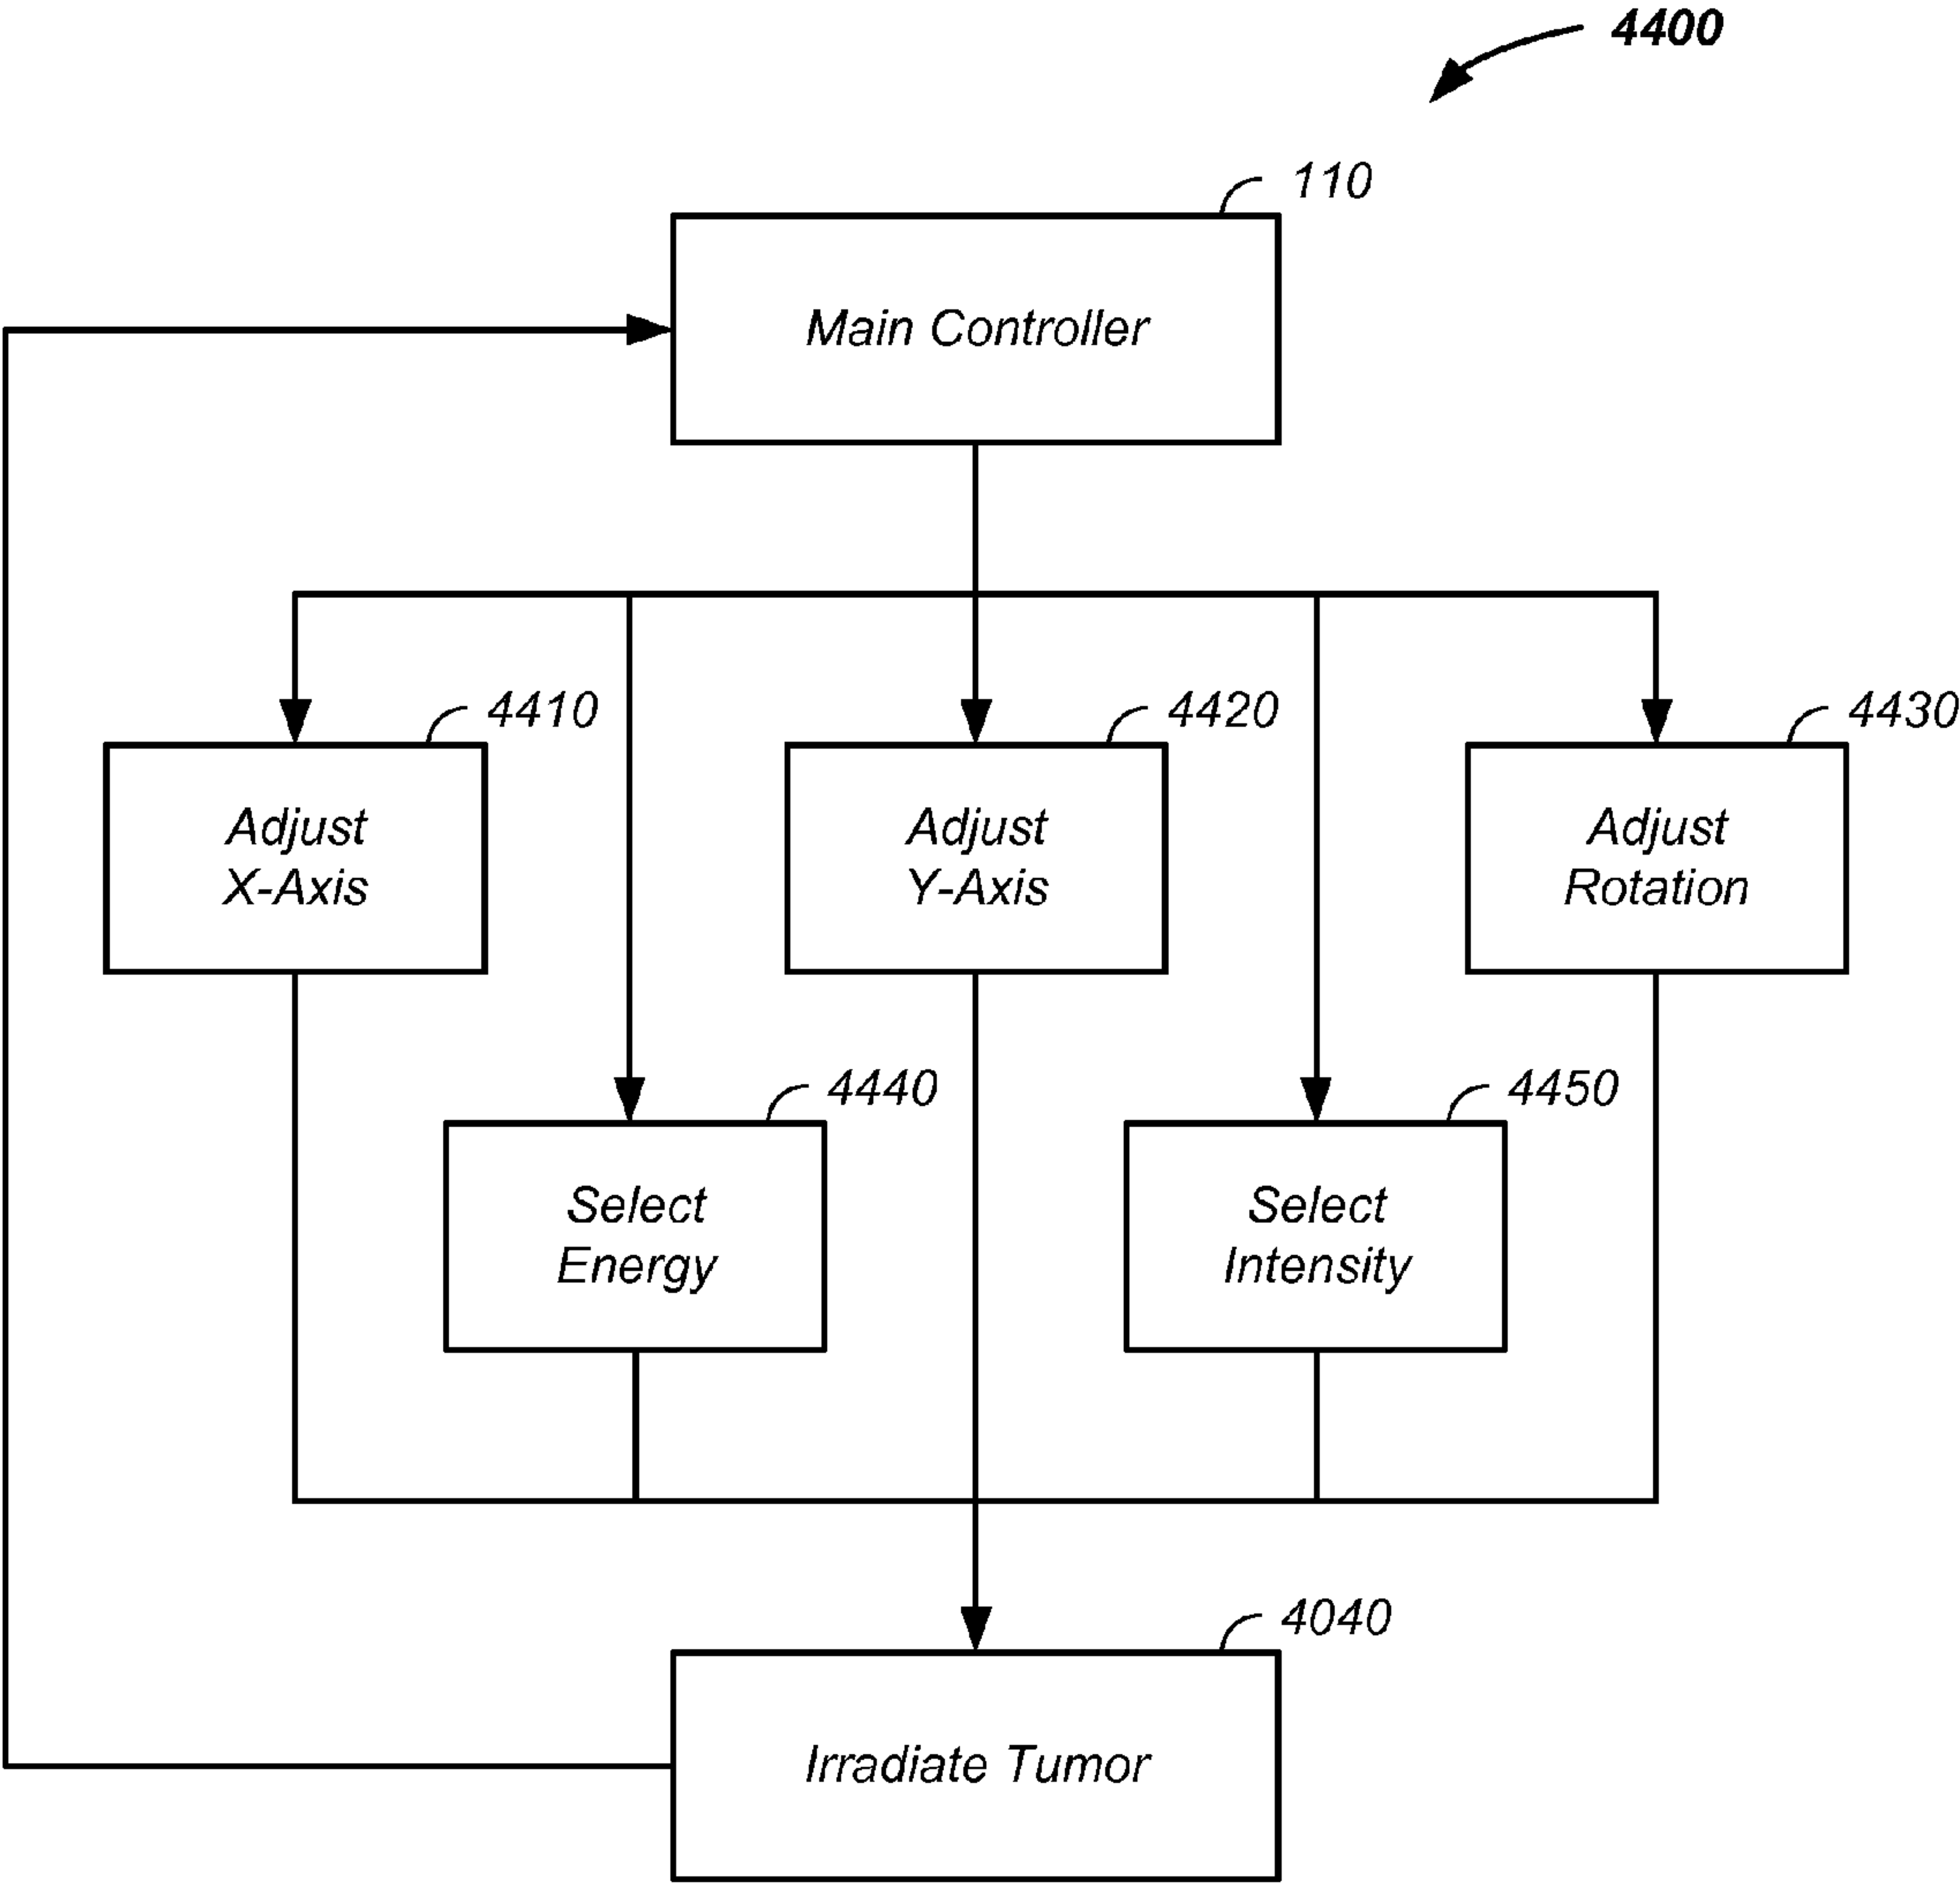 4400
110
Main Controller
4410
4420
4430
Adjust
X-Axis
Adjust
Y-Axis
Adjust
Rotation
4440
4450
Select
Energy
Select
Intensity
4040
Irradiate Tumor